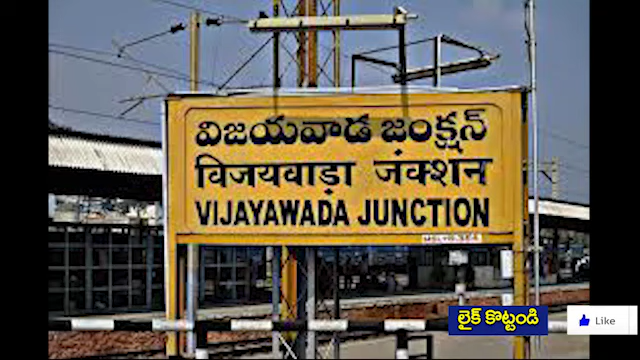 విజయవాడ జంక్షన్
विजयवाड़ा जंक्शन
VIJAYAWADA JUNCTION
లైక్ కొట్టండి
Like